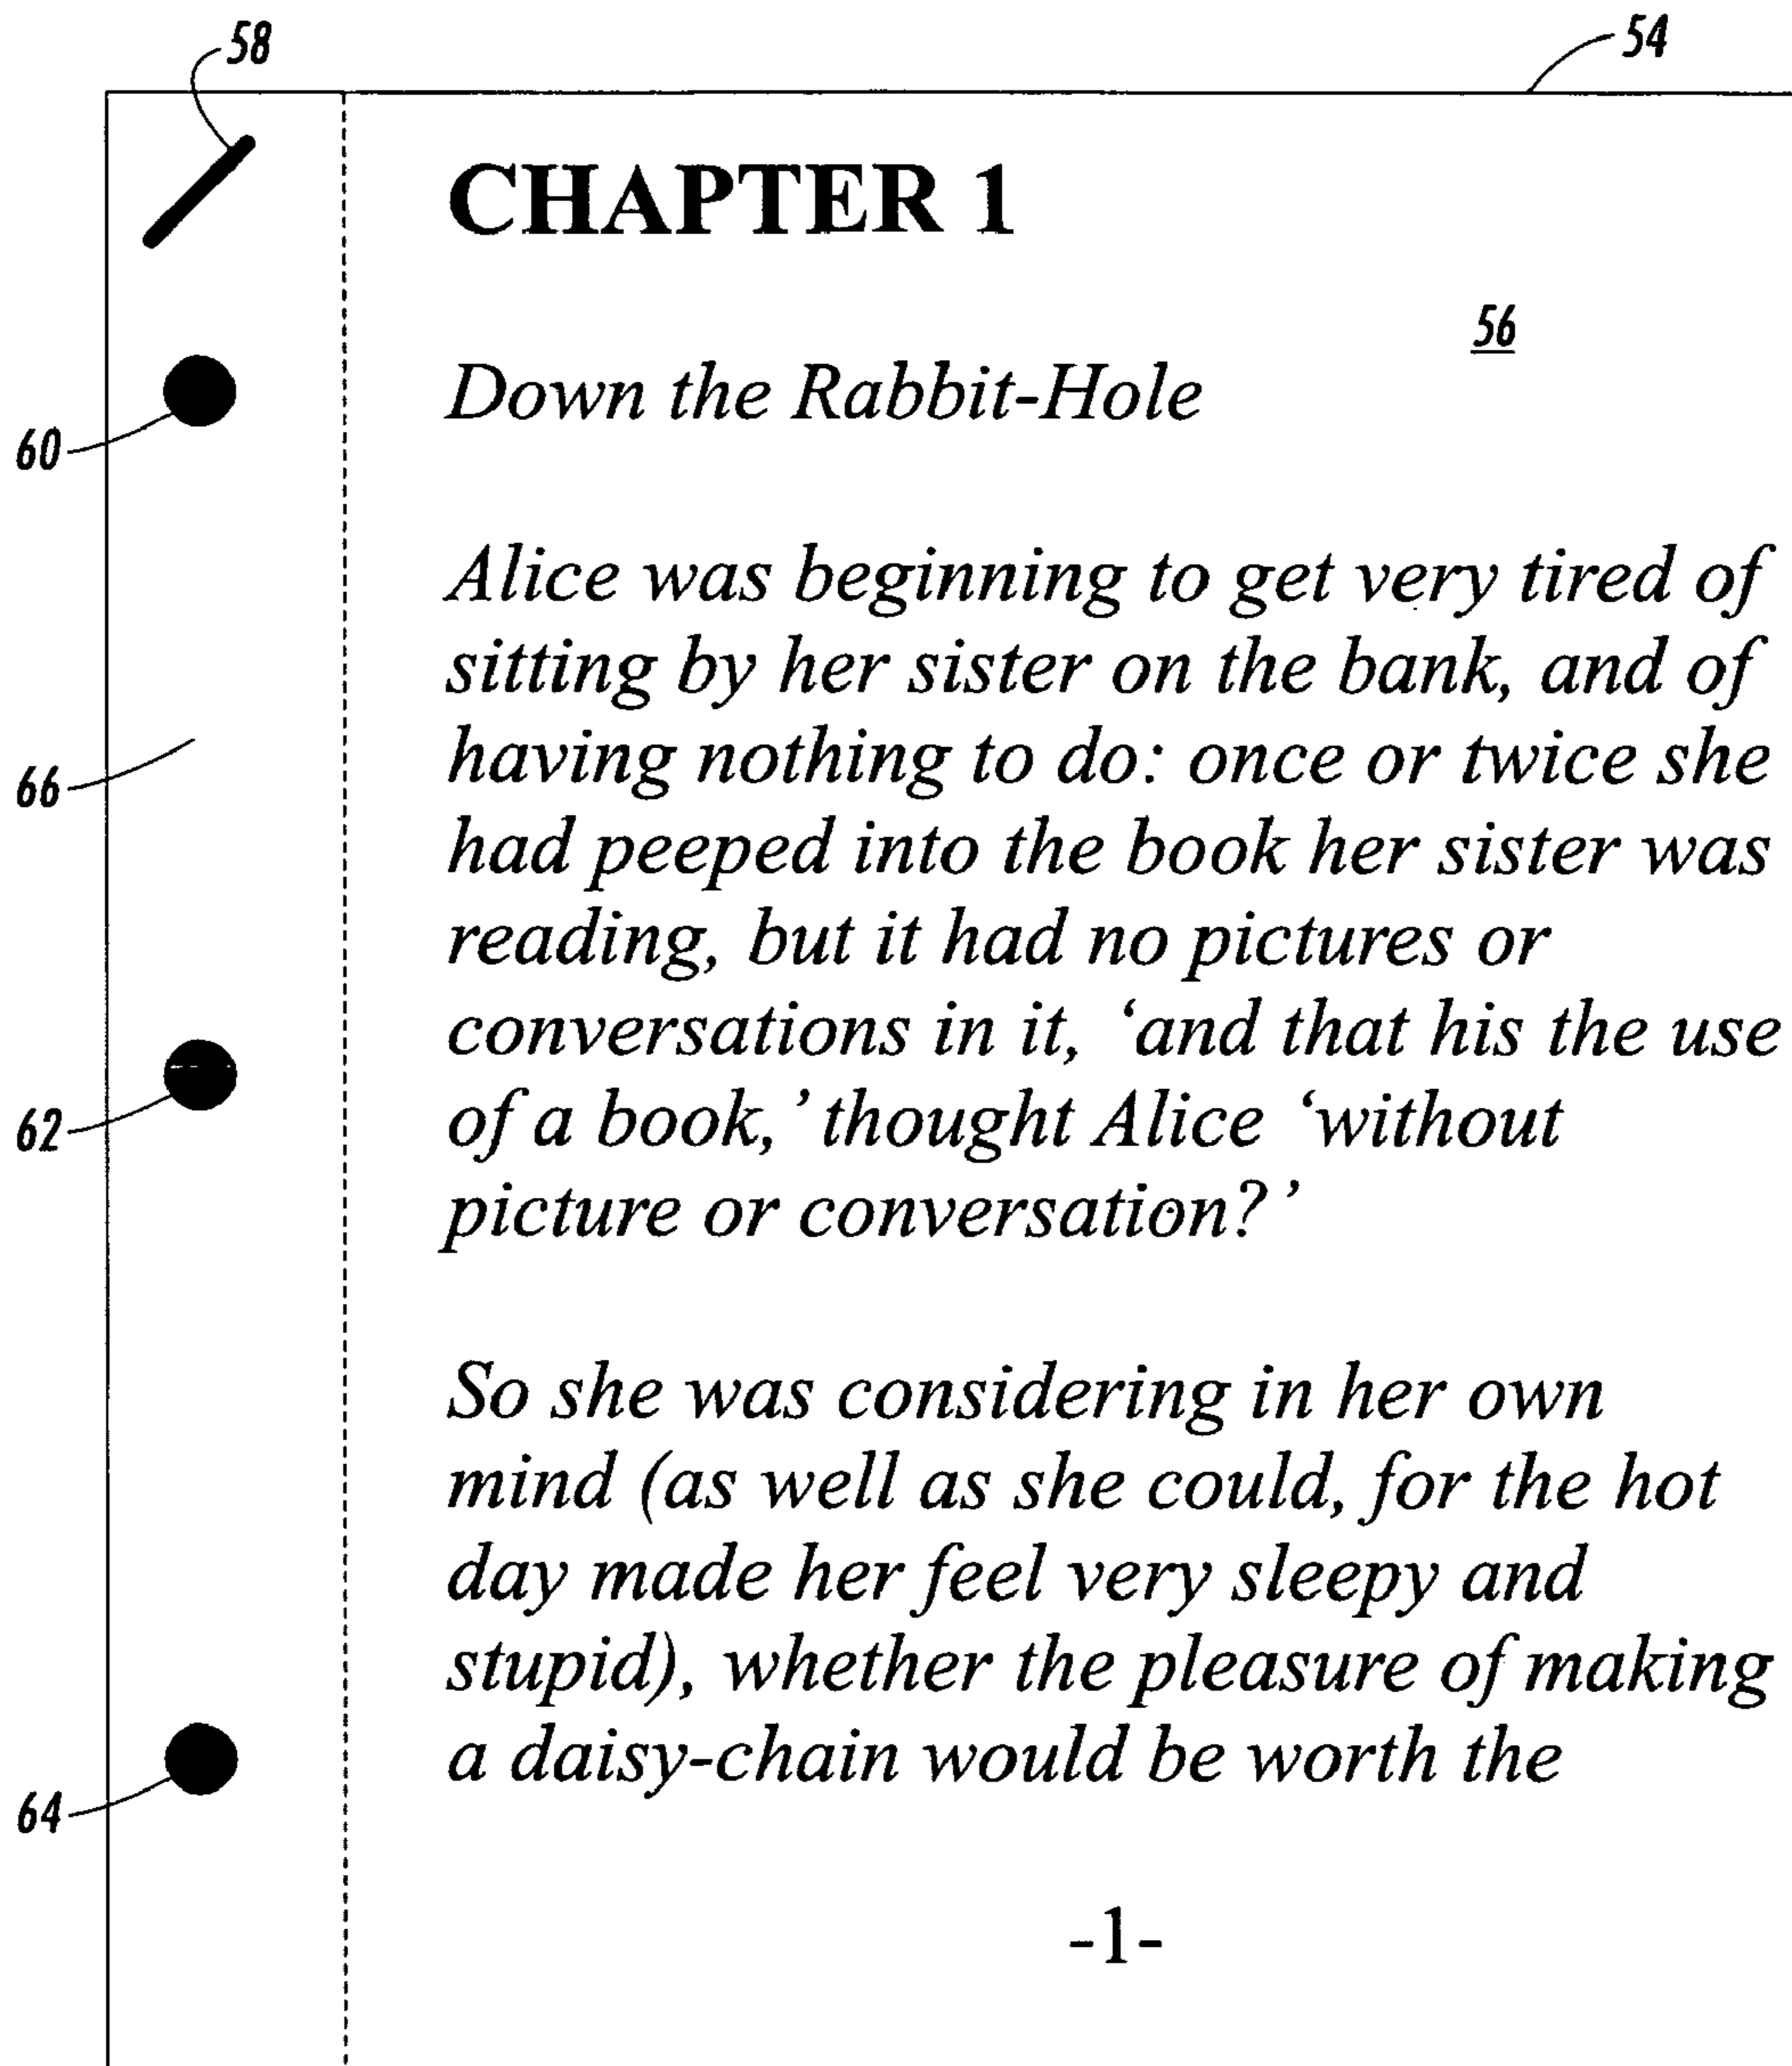 58
54
CHAPTER 1
56
Down the Rabbit-Hole
60
Alice was beginning to get very tired of
sitting by her sister on the bank, and of
having nothing to do: once or twice she
66
had peeped into the book her sister was
reading, but it had no pictures or
conversations in it, ‘and that his the use
62
of a book,’ thought Alice ‘without
picture or conversation?’
So she was considering in her own
mind (as well as she could, for the hot
day made her feel very sleepy and
stupid), whether the pleasure of making
a daisy-chain would be worth the
64
-1-